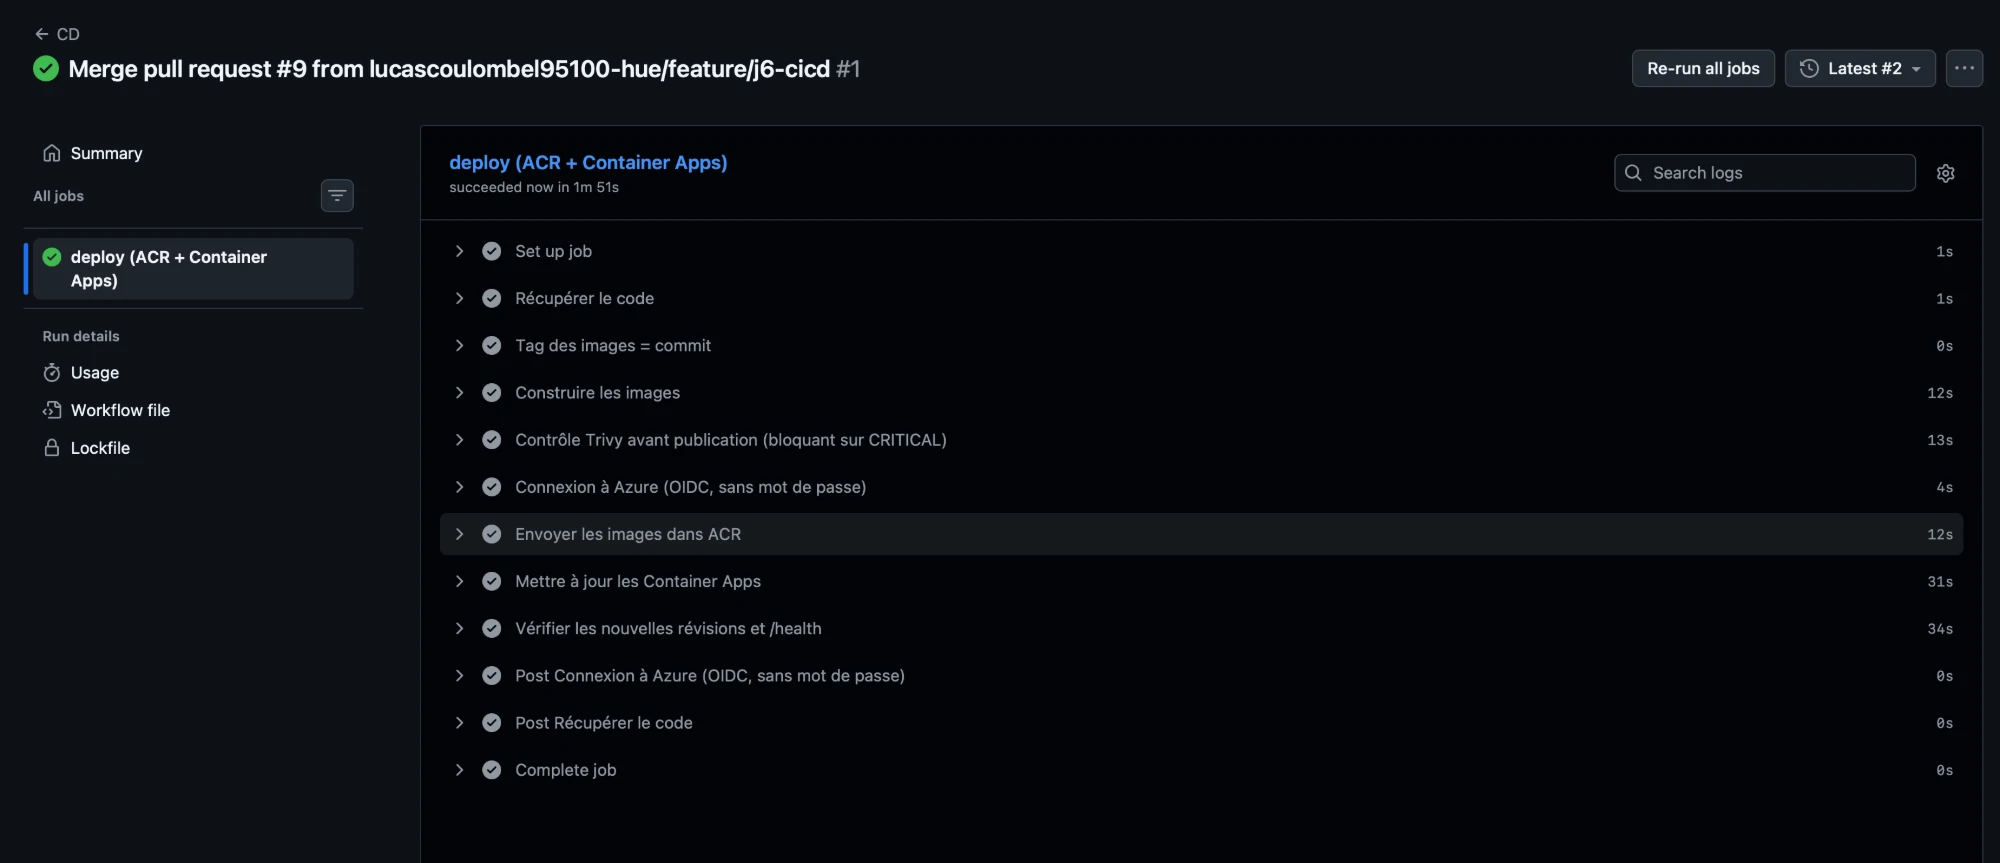 CD
Merge pull request #9 from lucascoulombel95100-hue/feature/j6-cicd #1
Re-run all jobs
Latest #2
Summary
All jobs
deploy (ACR + Container
Apps)
Run details
Usage
Workflow file
Lockfile
deploy (ACR + Container Apps)
succeeded now in 1m 51s
Search logs
Set up job 1s
Récupérer le code 1s
Tag des images = commit 0s
Construire les images 12s
Contrôle Trivy avant publication (bloquant sur CRITICAL) 13s
Connexion à Azure (OIDC, sans mot de passe) 4s
Envoyer les images dans ACR 12s
Mettre à jour les Container Apps 31s
Vérifier les nouvelles révisions et /health 34s
Post Connexion à Azure (OIDC, sans mot de passe) 0s
Post Récupérer le code 0s
Complete job 0s